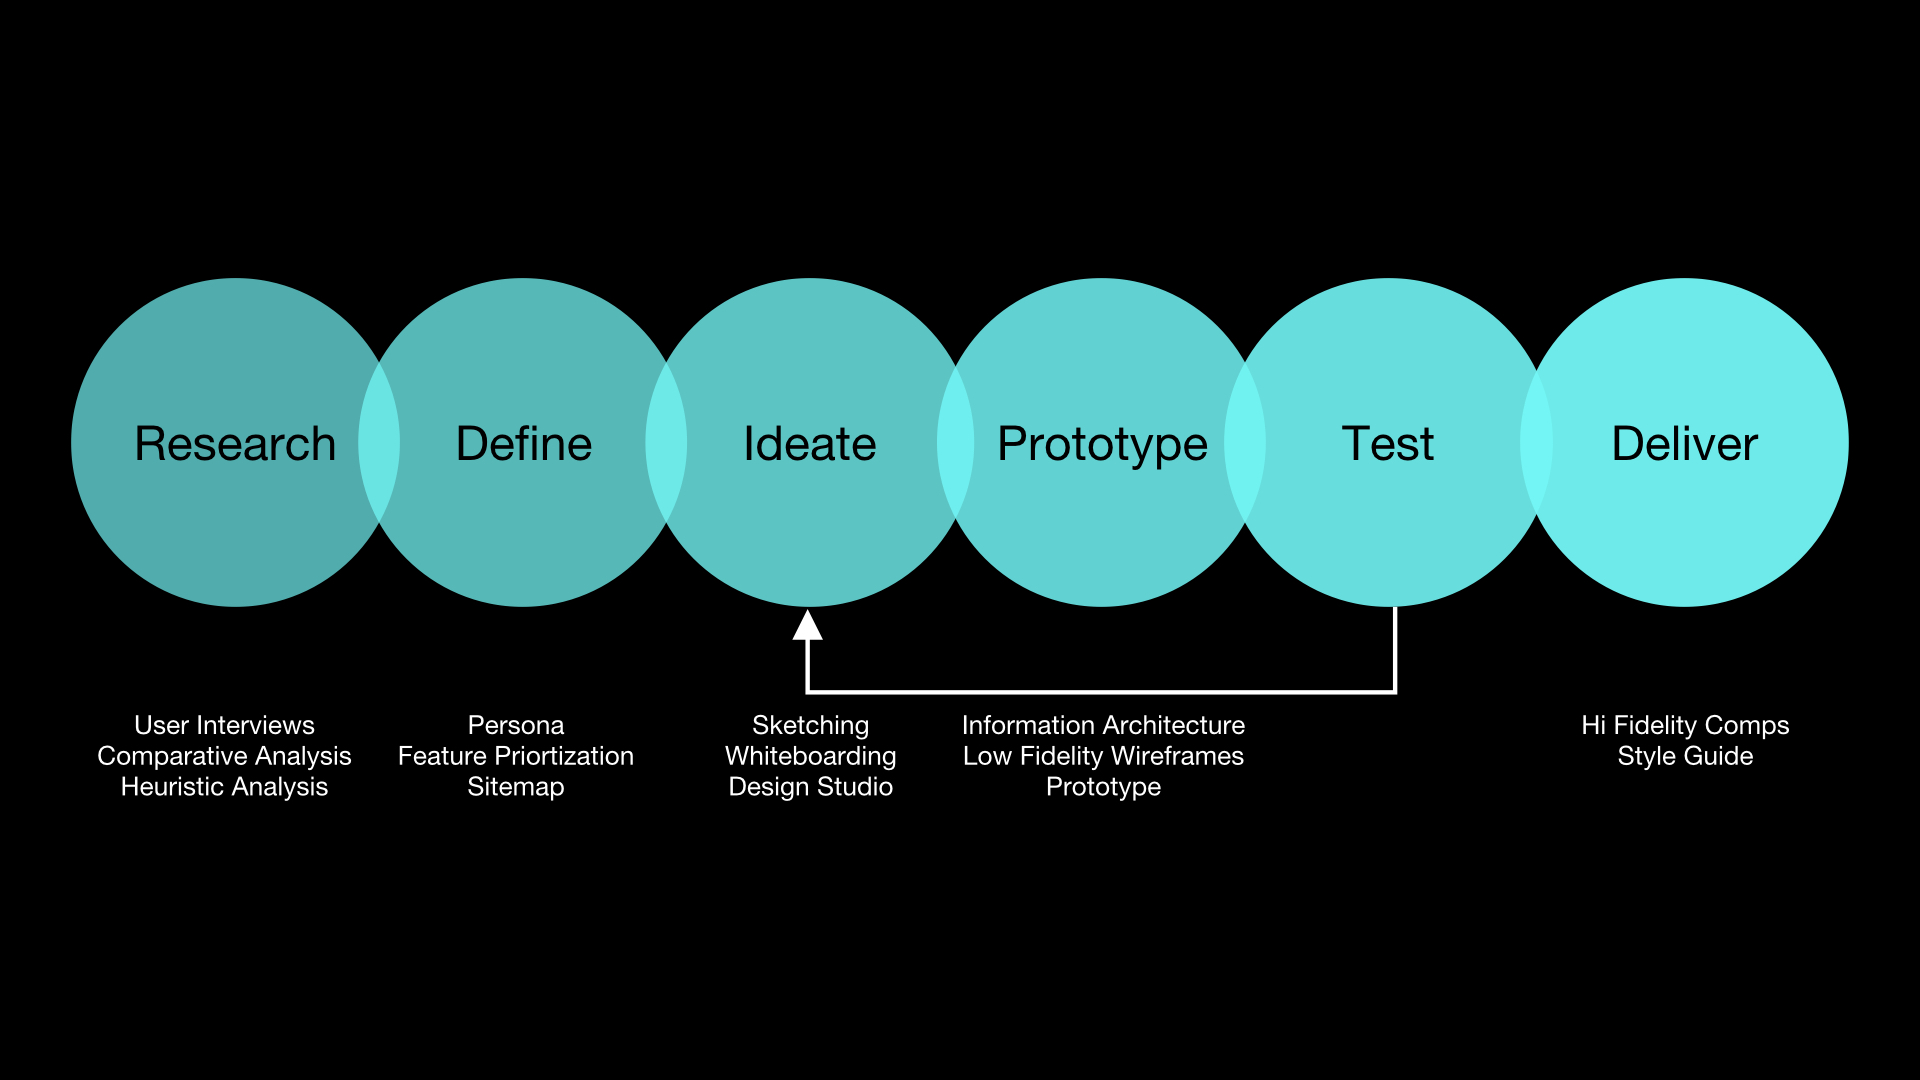 Research
Define
Ideate
Prototype
Test
Deliver
User Interviews
Comparative Analysis
Heuristic Analysis
Persona
Feature Priortization
Sitemap
Sketching
Whiteboarding
Design Studio
Information Architecture
Low Fidelity Wireframes
Prototype
Hi Fidelity Comps
Style Guide